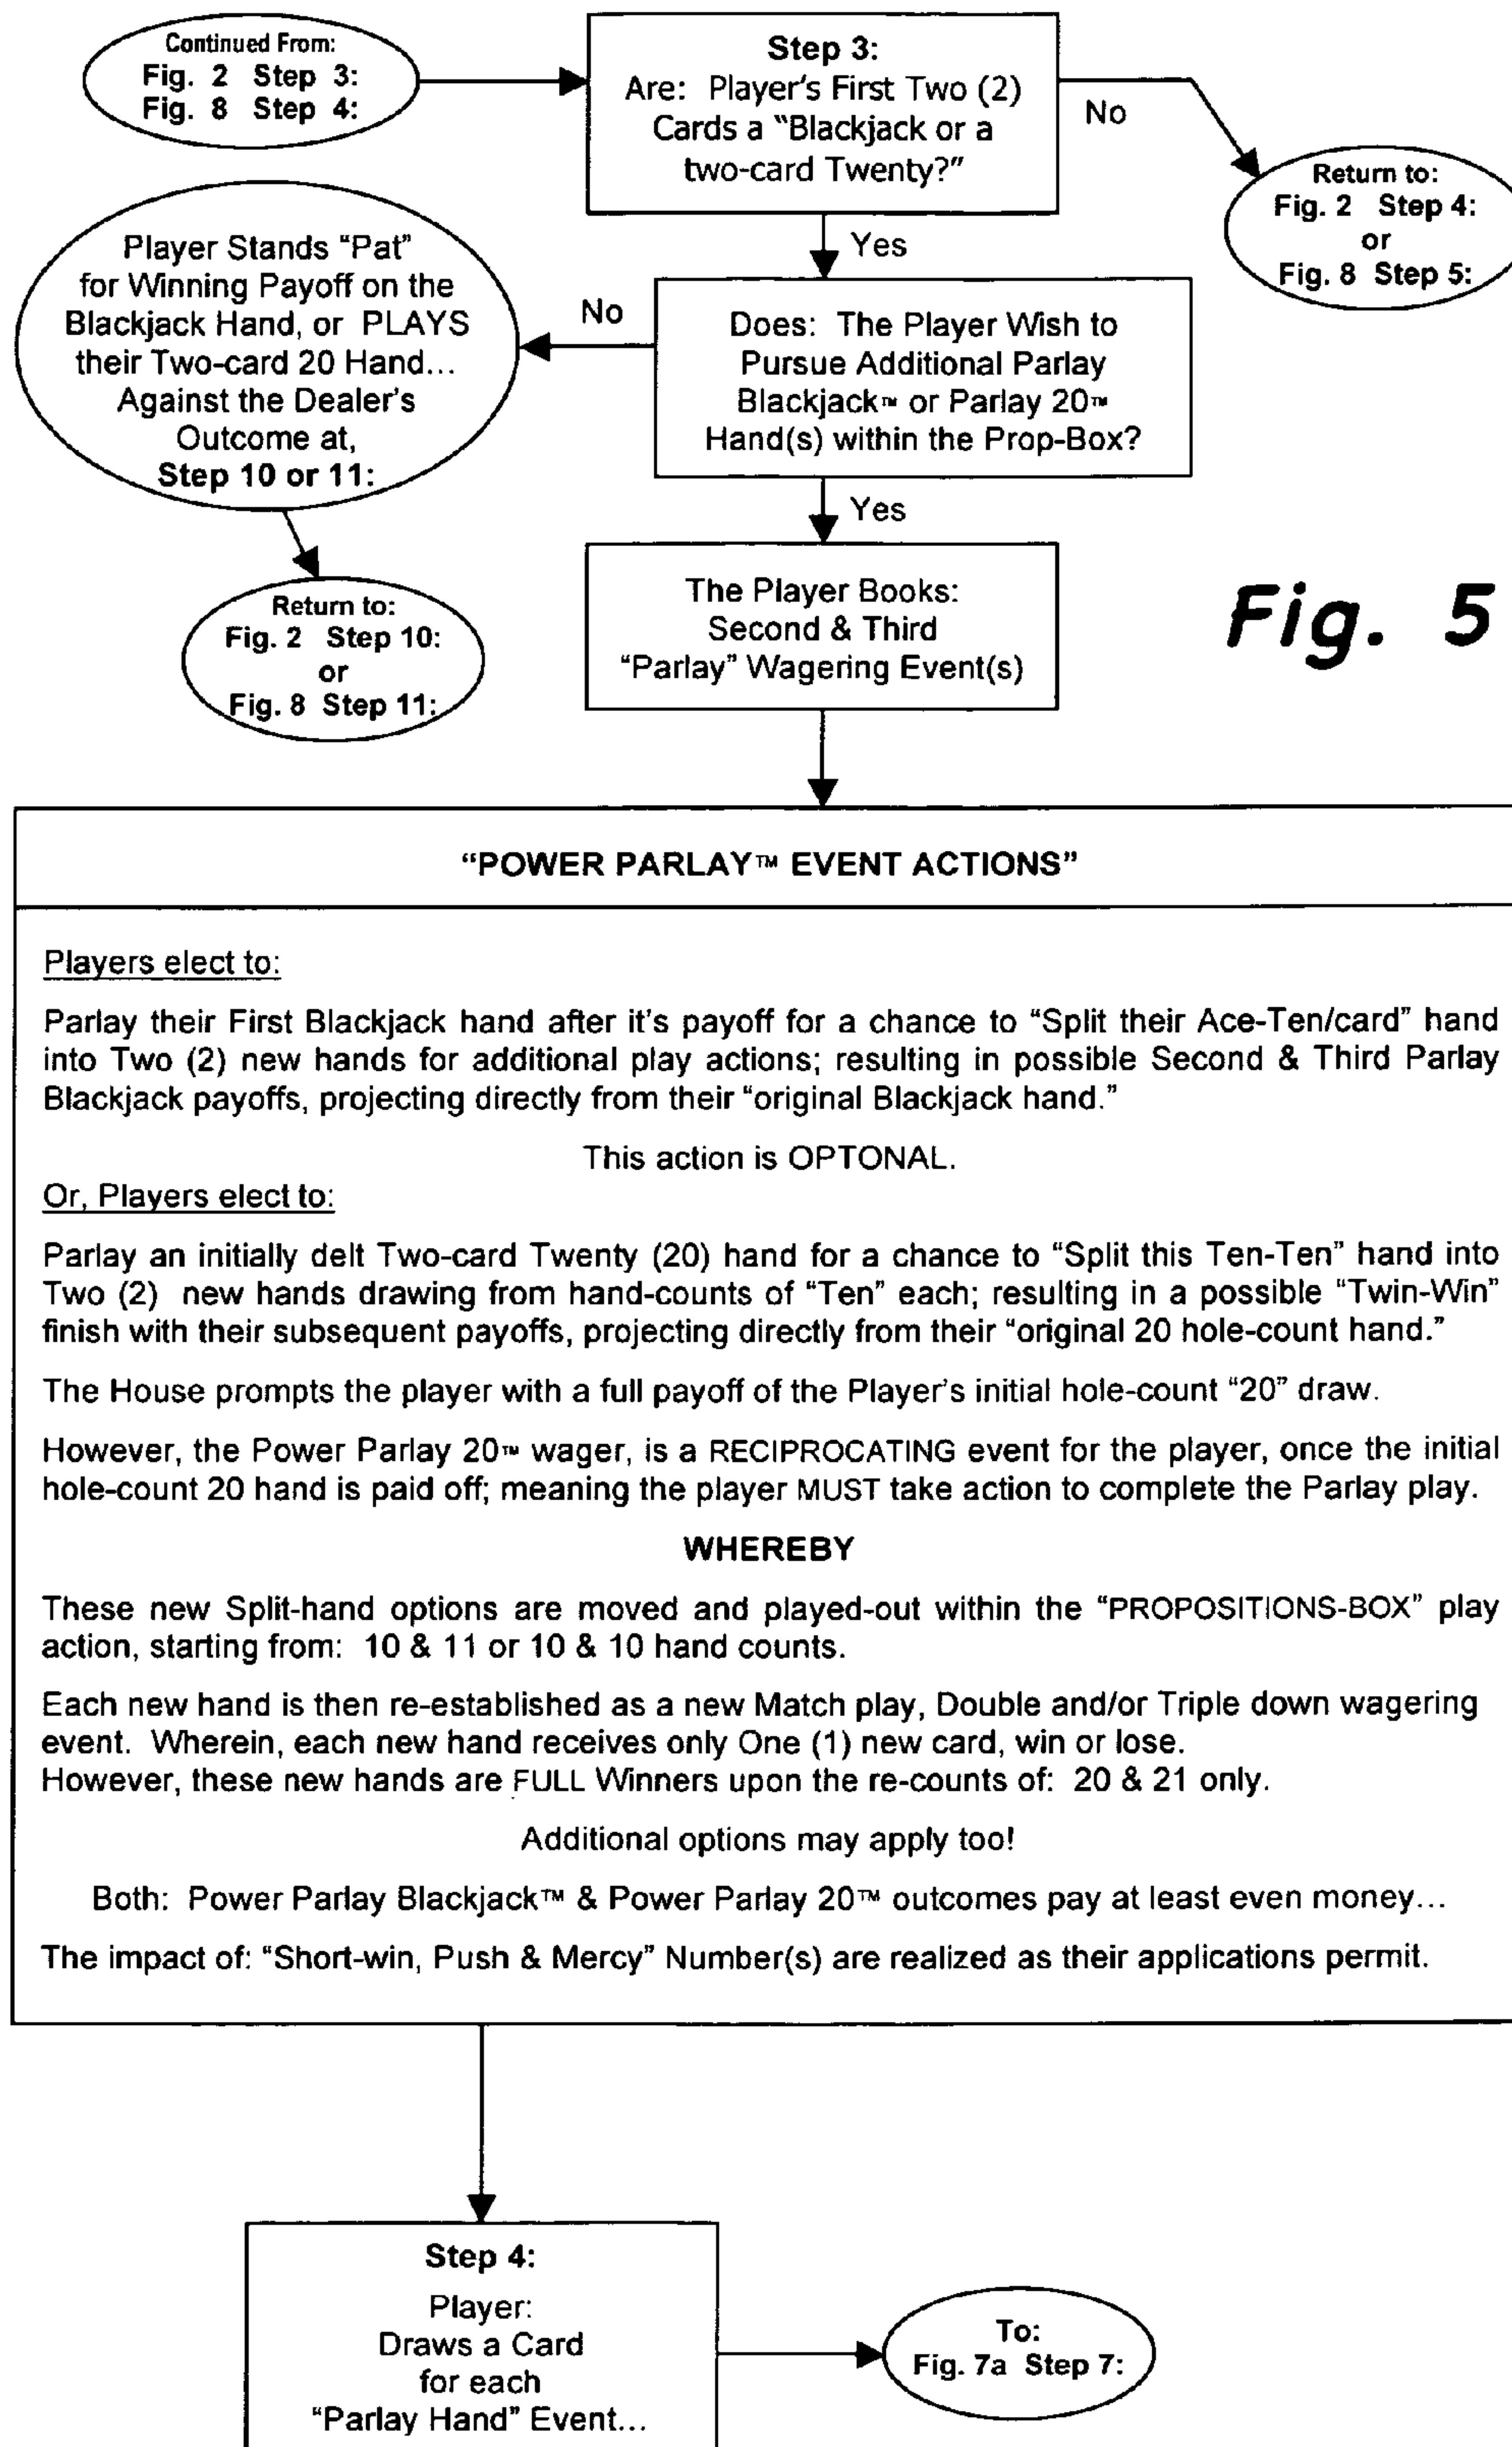 Continued From:
Fig. 2 Step 3:
Fig. 8 Step 4:
Step 3:
Are: Player's First Two (2)
Cards a "Blackjack or a
two-card Twenty?"
No
Return to:
Fig. 2 Step 4:
or
Fig. 8 Step 5:
Yes
Player Stands "Pat"
for Winning Payoff on the
Blackjack Hand, or PLAYS
their Two-card 20 Hand...
Against the Dealer's
Outcome at,
Step 10 or 11:
No
Does: The Player Wish to
Pursue Additional Parlay
Blackjack™ or Parlay 20™
Hand(s) within the Prop-Box?
Yes
Return to:
Fig. 2 Step 10:
or
Fig. 8 Step 11:
The Player Books:
Second & Third
"Parlay" Wagering Event(s)
Fig. 5
"POWER PARLAY™ EVENT ACTIONS"
Players elect to:
Parlay their First Blackjack hand after it's payoff for a chance to "Split their Ace-Ten/card" hand
into Two (2) new hands for additional play actions; resulting in possible Second & Third Parlay
Blackjack payoffs, projecting directly from their "original Blackjack hand."
This action is OPTONAL.
Or, Players elect to:
Parlay an initially delt Two-card Twenty (20) hand for a chance to "Split this Ten-Ten" hand into
Two (2) new hands drawing from hand-counts of "Ten" each; resulting in a possible "Twin-Win"
finish with their subsequent payoffs, projecting directly from their "original 20 hole-count hand."
The House prompts the player with a full payoff of the Player's initial hole-count "20" draw.
However, the Power Parlay 20™ wager, is a RECIPROCATING event for the player, once the initial
hole-count 20 hand is paid off; meaning the player MUST take action to complete the Parlay play.
WHEREBY
These new Split-hand options are moved and played-out within the "PROPOSITIONS-BOX" play
action, starting from: 10 & 11 or 10 & 10 hand counts.
Each new hand is then re-established as a new Match play, Double and/or Triple down wagering
event. Wherein, each new hand receives only One (1) new card, win or lose.
However, these new hands are FULL Winners upon the re-counts of: 20 & 21 only.
Additional options may apply too!
Both: Power Parlay Blackjack™ & Power Parlay 20™ outcomes pay at least even money...
The impact of: "Short-win, Push & Mercy" Number(s) are realized as their applications permit.
Step 4:
Player:
Draws a Card
for each
"Parlay Hand" Event...
To:
Fig. 7a Step 7: